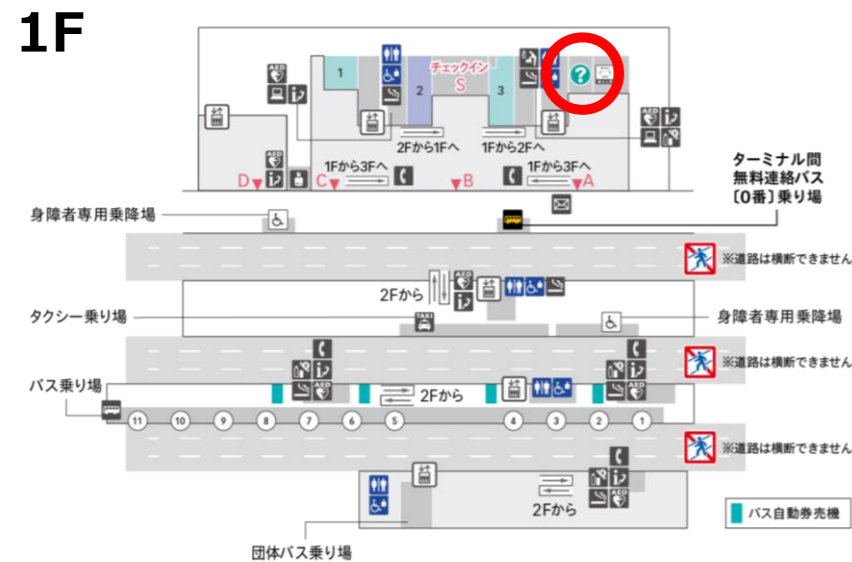 1F
AED
1
2
チェックイン
S
3
?
AED
2Fから1Fへ
1Fから2Fへ
AED
1Fから3Fへ
1Fから3Fへ
D
C
B
A
ターミナル間
無料連絡バス
〔0番〕乗り場
身障者専用乗降場
※道路は横断できません
2Fから
AED
タクシー乗り場
TAXI
身障者専用乗降場
※道路は横断できません
バス乗り場
AED
2Fから
AED
11
10
9
8
7
6
5
4
3
2
1
※道路は横断できません
2Fから
AED
バス自動券売機
団体バス乗り場